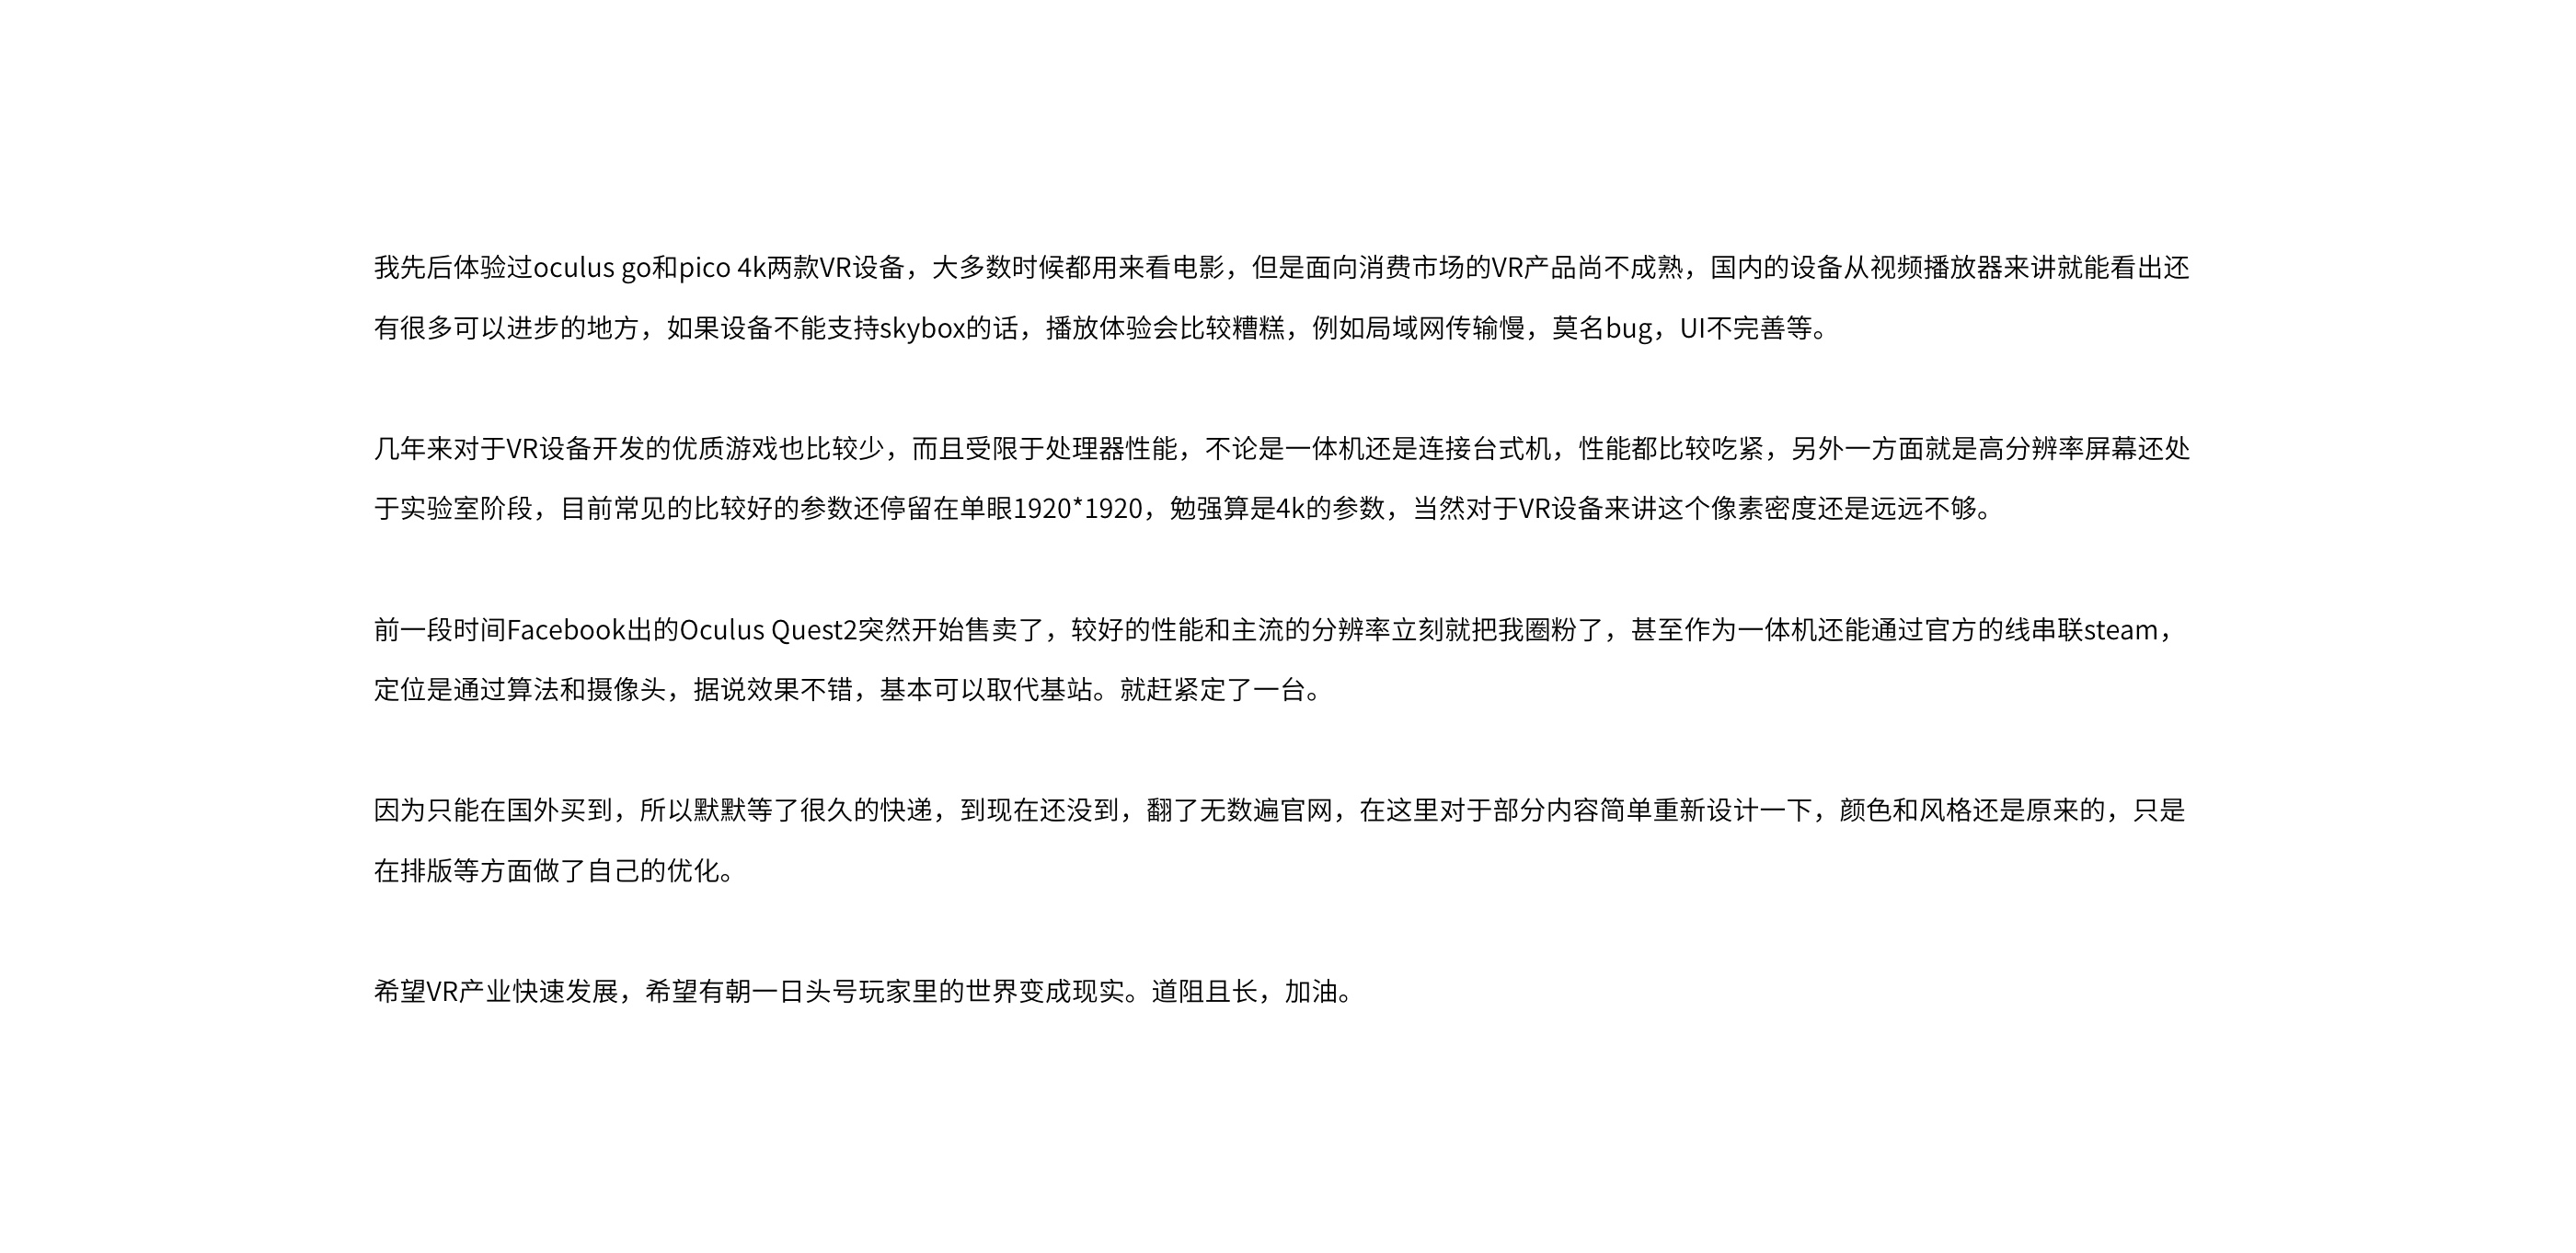 我先后体验过oculus go和pico 4k两款VR设备，大多数时候都用来看电影，但是面向消费市场的VR产品尚不成熟，国内的设备从视频播放器来讲就能看出还
有很多可以进步的地方，如果设备不能支持skybox的话，播放体验会比较糟糕，例如局域网传输慢，莫名bug，UI不完善等。
几年来对于VR设备开发的优质游戏也比较少，而且受限于处理器性能，不论是一体机还是连接台式机，性能都比较吃紧，另外一方面就是高分辨率屏幕还处
于实验室阶段，目前常见的比较好的参数还停留在单眼1920*1920，勉强算是4k的参数，当然对于VR设备来讲这个像素密度还是远远不够。
前一段时间Facebook出的Oculus Quest2突然开始售卖了，较好的性能和主流的分辨率立刻就把我圈粉了，甚至作为一体机还能通过官方的线串联steam，
定位是通过算法和摄像头，据说效果不错，基本可以取代基站。就赶紧定了一台。
因为只能在国外买到，所以默默等了很久的快递，到现在还没到，翻了无数遍官网，在这里对于部分内容简单重新设计一下，颜色和风格还是原来的，只是
在排版等方面做了自己的优化。
希望VR产业快速发展，希望有朝一日头号玩家里的世界变成现实。道阻且长，加油。